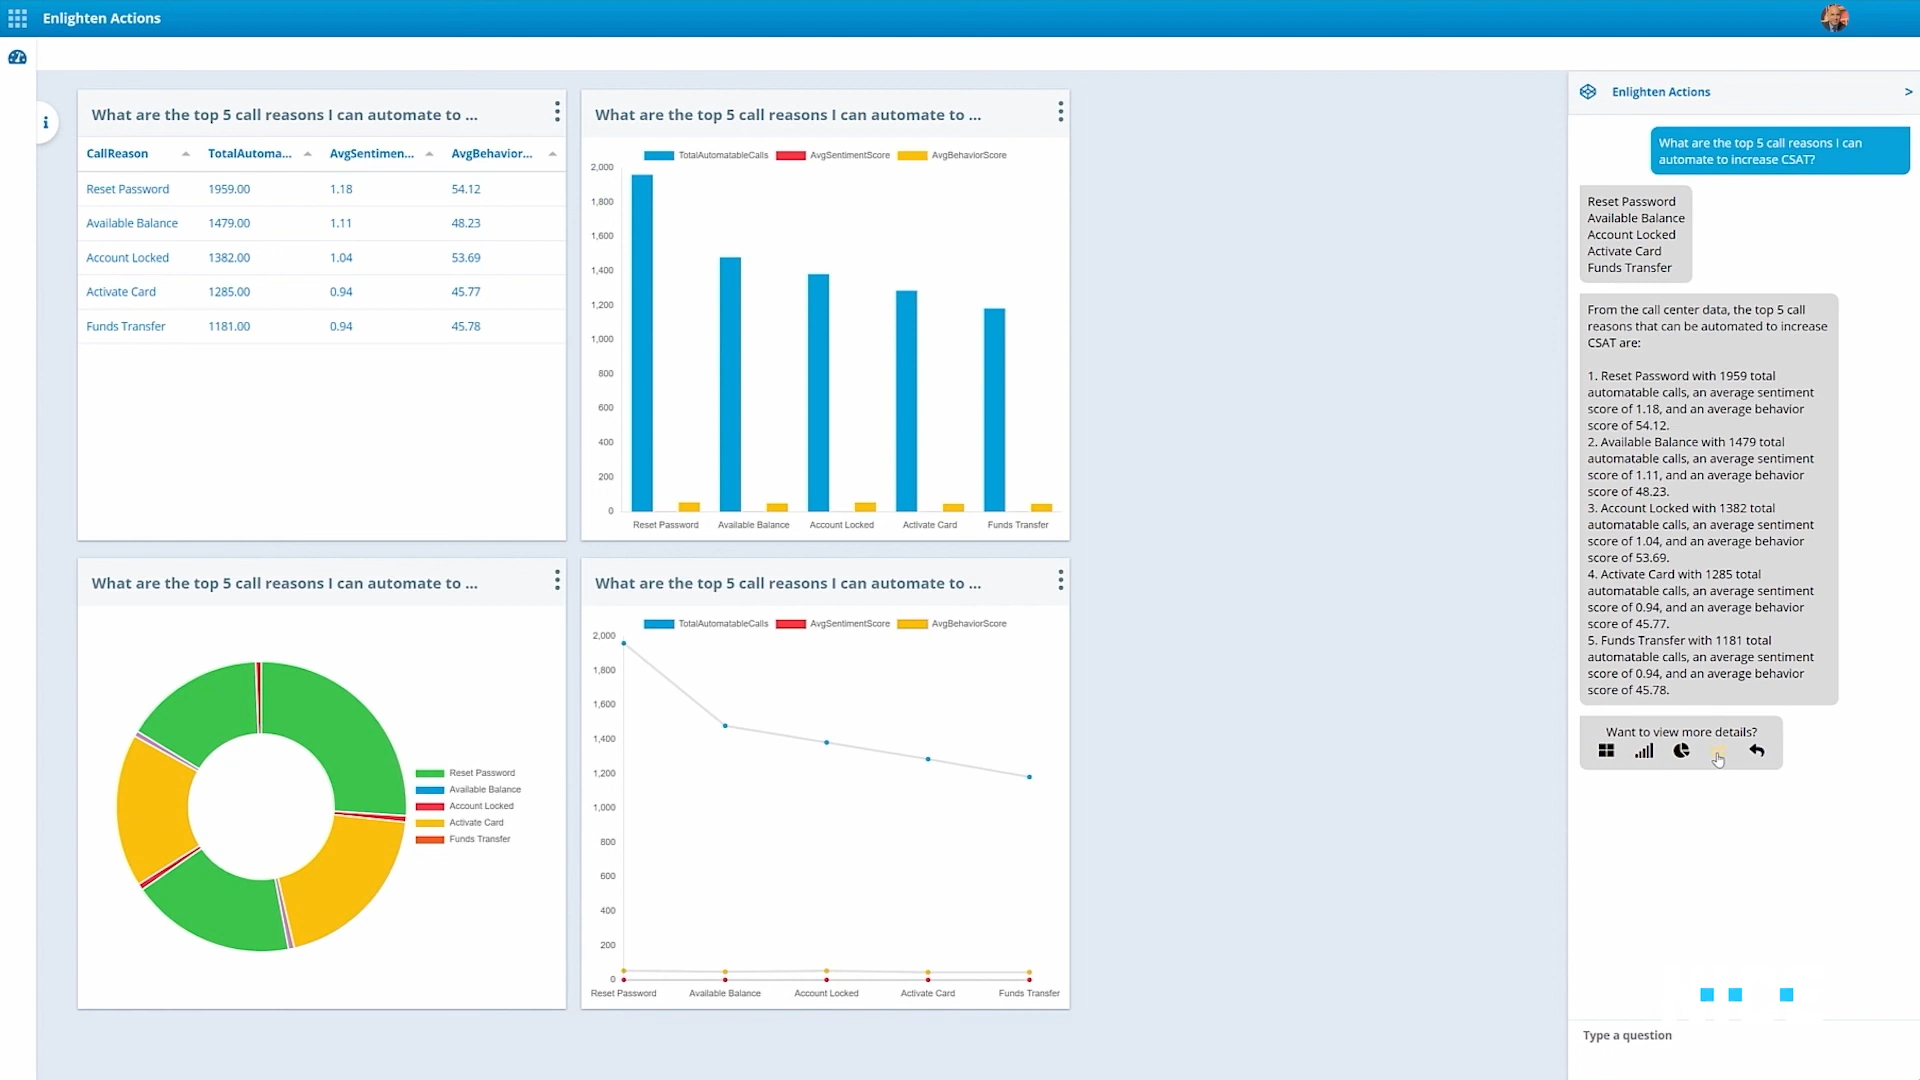 Enlighten Actions
What are the top 5 call reasons I can automate to ...
CallReason TotalAutoma... AvgSentimen... AvgBehavior...
Reset Password 1959.00 1.18 54.12
Available Balance 1479.00 1.11 48.23
Account Locked 1382.00 1.04 53.69
Activate Card 1285.00 0.94 45.77
Funds Transfer 1181.00 0.94 45.78
What are the top 5 call reasons I can automate to ...
TotalAutomatableCalls AvgSentimentScore AvgBehaviorScore
2,000
1,800
1,600
1,400
1,200
1,000
800
600
400
200
0
Reset Password Available Balance Account Locked Activate Card Funds Transfer
What are the top 5 call reasons I can automate to ...
Reset Password
Available Balance
Account Locked
Activate Card
Funds Transfer
What are the top 5 call reasons I can automate to ...
TotalAutomatableCalls AvgSentimentScore AvgBehaviorScore
2,000
1,800
1,600
1,400
1,200
1,000
800
600
400
200
0
Reset Password Available Balance Account Locked Activate Card Funds Transfer
Enlighten Actions >
What are the top 5 call reasons I can
automate to increase CSAT?
Reset Password
Available Balance
Account Locked
Activate Card
Funds Transfer
From the call center data, the top 5 call
reasons that can be automated to increase
CSAT are:
1. Reset Password with 1959 total
automatable calls, an average sentiment
score of 1.18, and an average behavior
score of 54.12.
2. Available Balance with 1479 total
automatable calls, an average sentiment
score of 1.11, and an average behavior
score of 48.23.
3. Account Locked with 1382 total
automatable calls, an average sentiment
score of 1.04, and an average behavior
score of 53.69.
4. Activate Card with 1285 total
automatable calls, an average sentiment
score of 0.94, and an average behavior
score of 45.77.
5. Funds Transfer with 1181 total
automatable calls, an average sentiment
score of 0.94, and an average behavior
score of 45.78.
Want to view more details?
Type a question